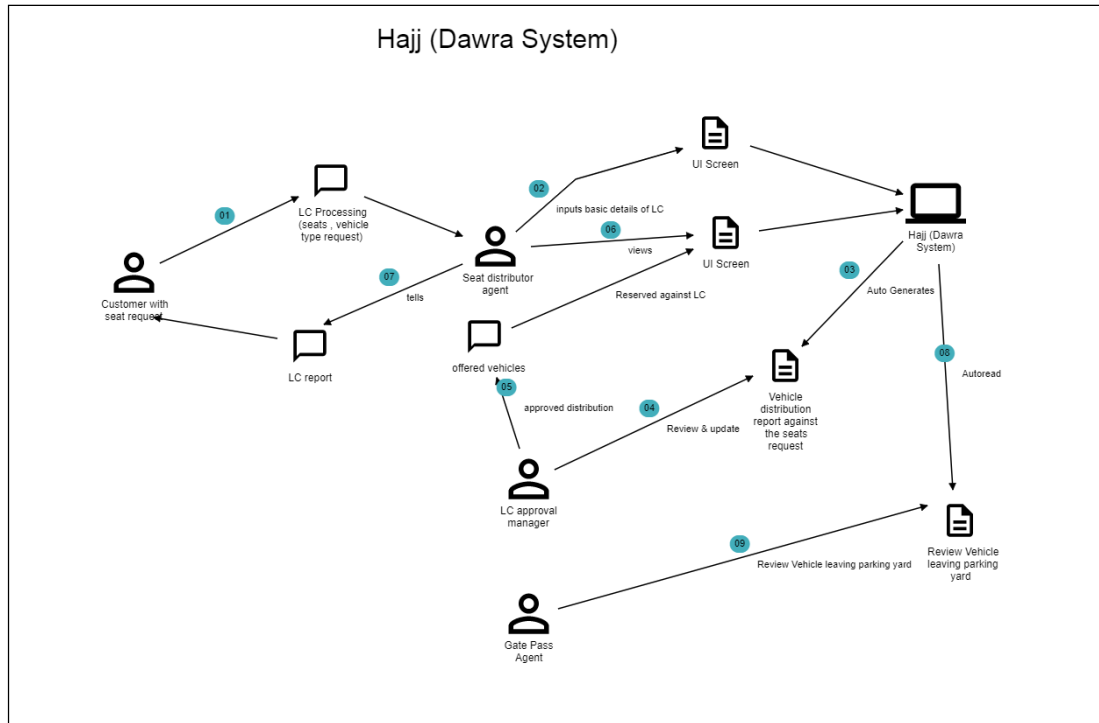 Hajj (Dawra System)
UI Screen
01
LC Processing
(seats , vehicle
type request)
02
inputs basic details of LC
06
views
UI Screen
Hajj (Dawra
System)
Seat distributor
agent
07
tells
Customer with
seat request
Reserved against LC
03
Auto Generates
LC report
offered vehicles
08
Autoread
05
approved distribution
04
Review & update
Vehicle
distribution
report against
the seats
request
LC approval
manager
09
Review Vehicle leaving parking yard
Review Vehicle
leaving parking
yard
Gate Pass
Agent